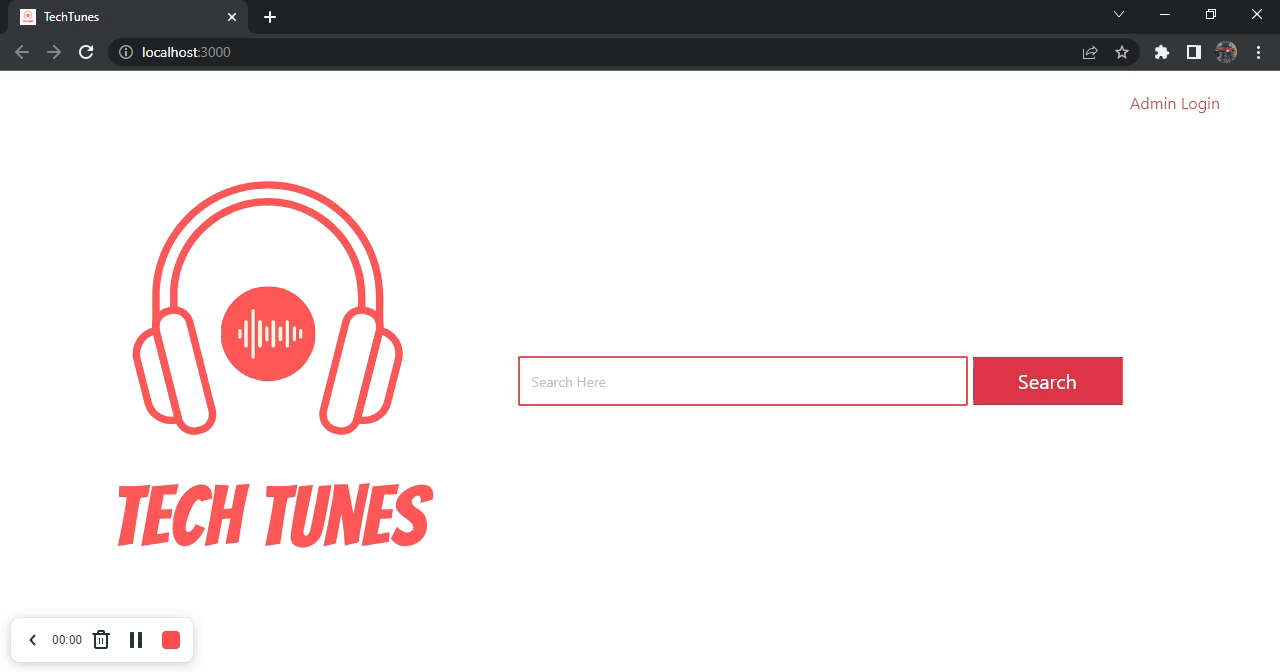 TechTunes
localhost:3000
Admin Login
Search Here
Search
TECH TUNES
00:00